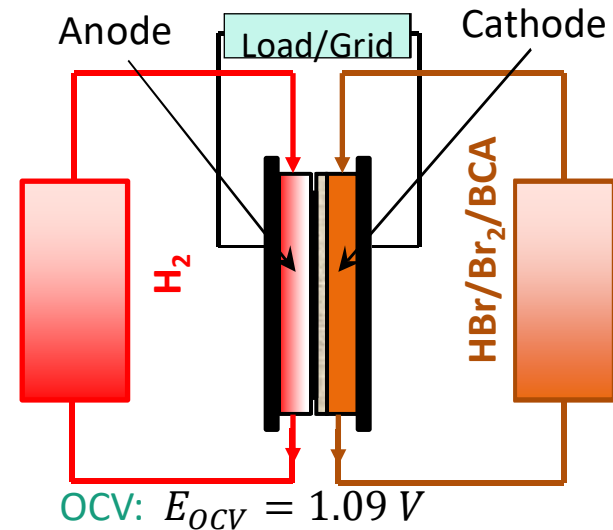 Anode
Load/Grid
Cathode
H₂
HBr/Br₂/BCA
OCV: E_OCV = 1.09 V